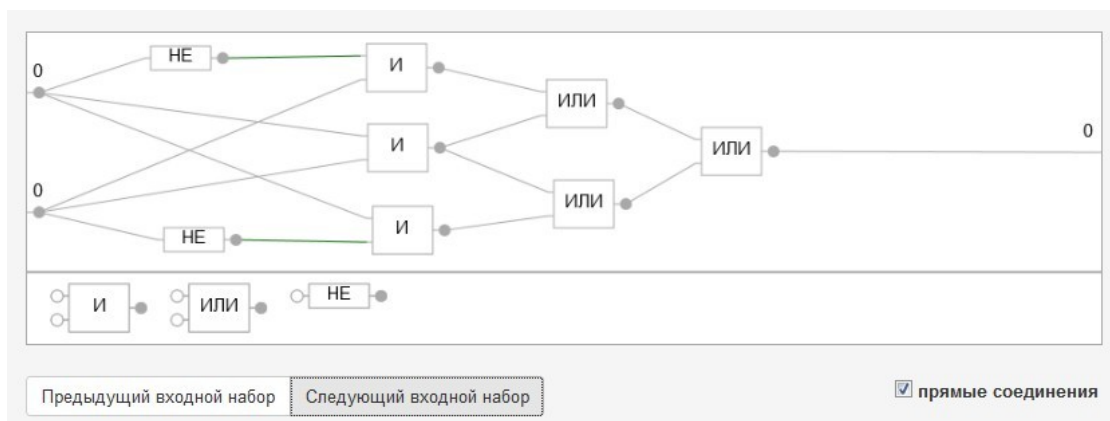 НЕ
И
0
ИЛИ
0
И
ИЛИ
0
ИЛИ
И
НЕ
И
ИЛИ
НЕ
Предыдущий входной набор
Следующий входной набор
прямые соединения